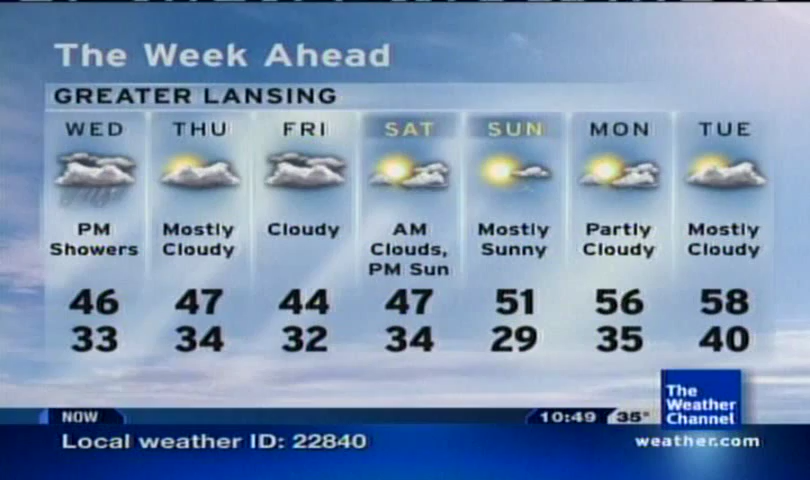 The Week Ahead
GREATER LANSING
WED THU FRI SAT SUN MON TUE
PM Showers
Mostly Cloudy
Cloudy
AM Clouds, PM Sun
Mostly Sunny
Partly Cloudy
Mostly Cloudy
46 47 44 47 51 56 58
33 34 32 34 29 35 40
The
Weather
Channel
NOW 10:49 35°
Local weather ID: 22840 weather.com